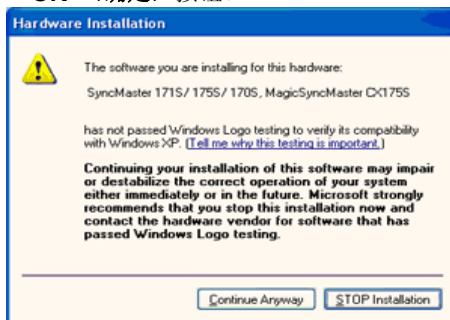 Hardware Installation
The software you are installing for this hardware:
SyncMaster 171S/ 175S/ 170S, MagicSyncMaster CX175S
has not passed Windows Logo testing to verify its compatibility
with Windows XP. (Tell me why this testing is important.)
Continuing your installation of this software may impair
or destabilize the correct operation of your system
either immediately or in the future. Microsoft strongly
recommends that you stop this installation now and
contact the hardware vendor for software that has
passed Windows Logo testing.
Continue Anyway
STOP Installation